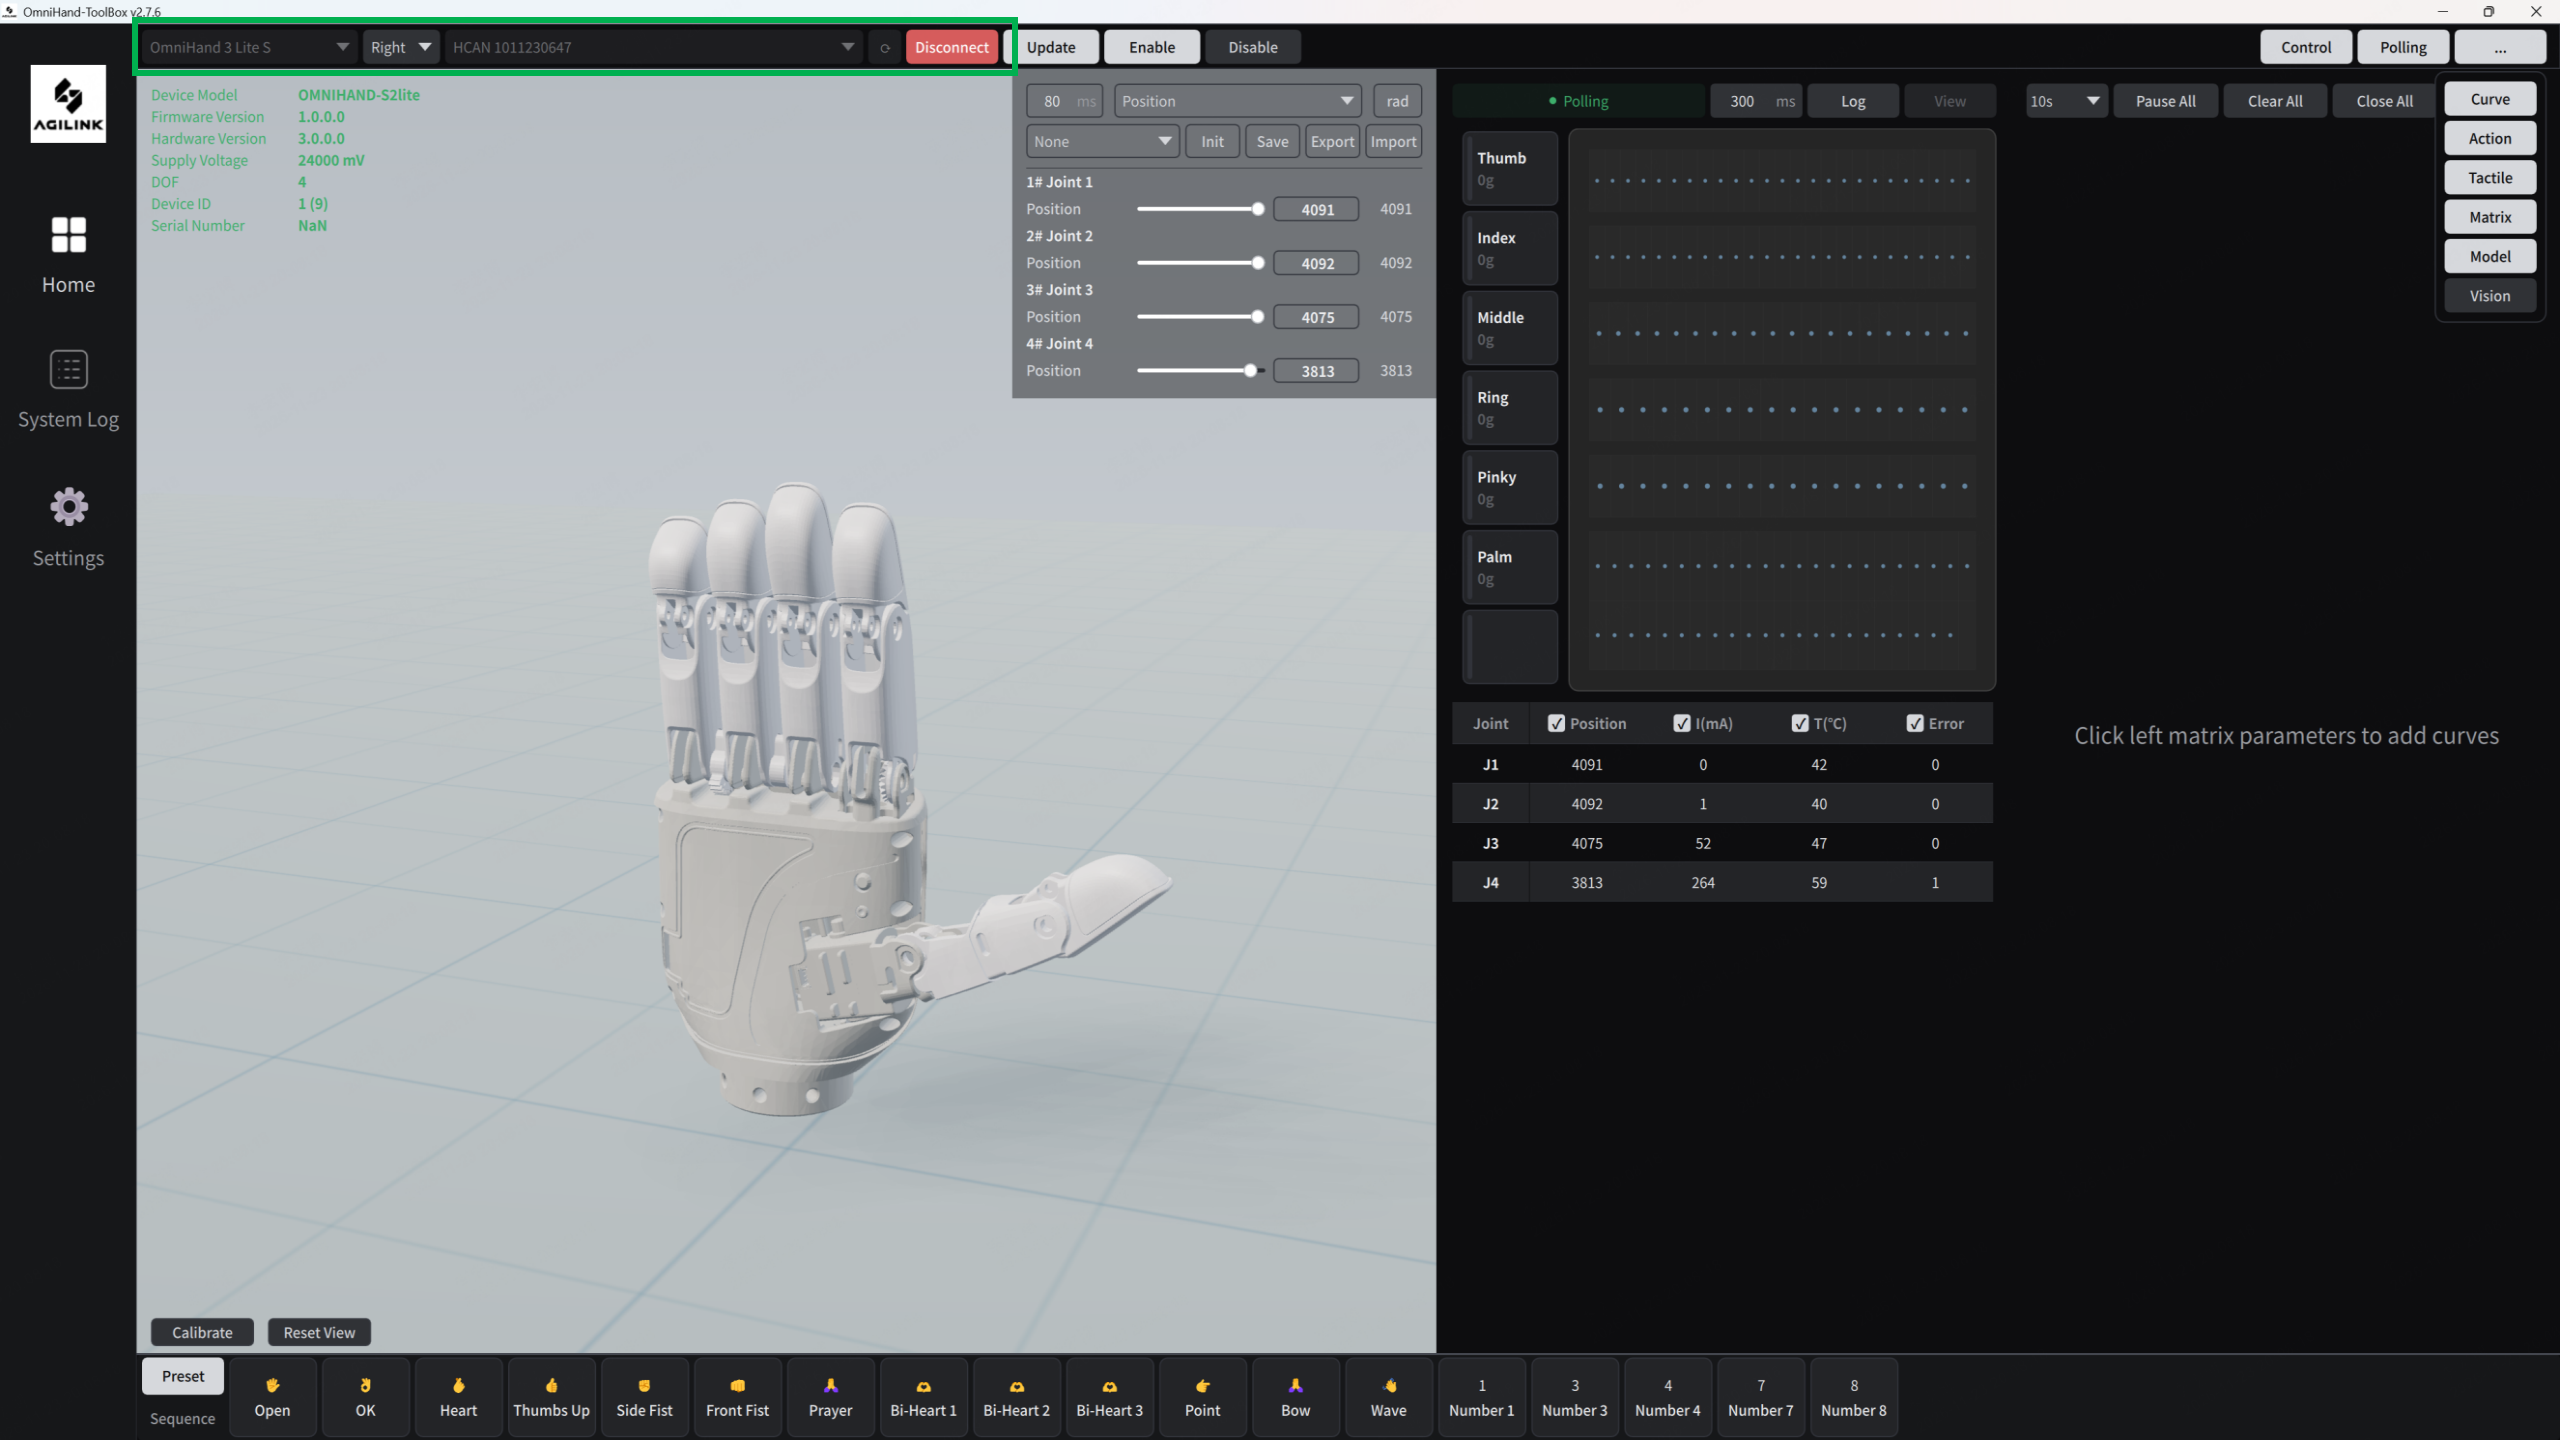 OmniHand-ToolBox v2.7.6
OmniHand 3 Lite S Right HCAN 1011230647 Disconnect Update Enable Disable Control Polling ...
AGILINK
Home
System Log
Settings
Device Model OMNIHAND-S2lite
Firmware Version 1.0.0.0
Hardware Version 3.0.0.0
Supply Voltage 24000 mV
DOF 4
Device ID 1 (9)
Serial Number NaN
80 ms Position rad
None Init Save Export Import
1# Joint 1
Position 4091 4091
2# Joint 2
Position 4092 4092
3# Joint 3
Position 4075 4075
4# Joint 4
Position 3813 3813
Polling 300 ms Log View 10s Pause All Clear All Close All
Curve
Action
Tactile
Matrix
Model
Vision
Thumb
0g
Index
0g
Middle
0g
Ring
0g
Pinky
0g
Palm
0g
Joint Position I(mA) T(°C) Error
J1 4091 0 42 0
J2 4092 1 40 0
J3 4075 52 47 0
J4 3813 264 59 1
Click left matrix parameters to add curves
Calibrate Reset View
Preset
Sequence
Open
OK
Heart
Thumbs Up
Side Fist
Front Fist
Prayer
Bi-Heart 1
Bi-Heart 2
Bi-Heart 3
Point
Bow
Wave
1
Number 1
3
Number 3
4
Number 4
7
Number 7
8
Number 8